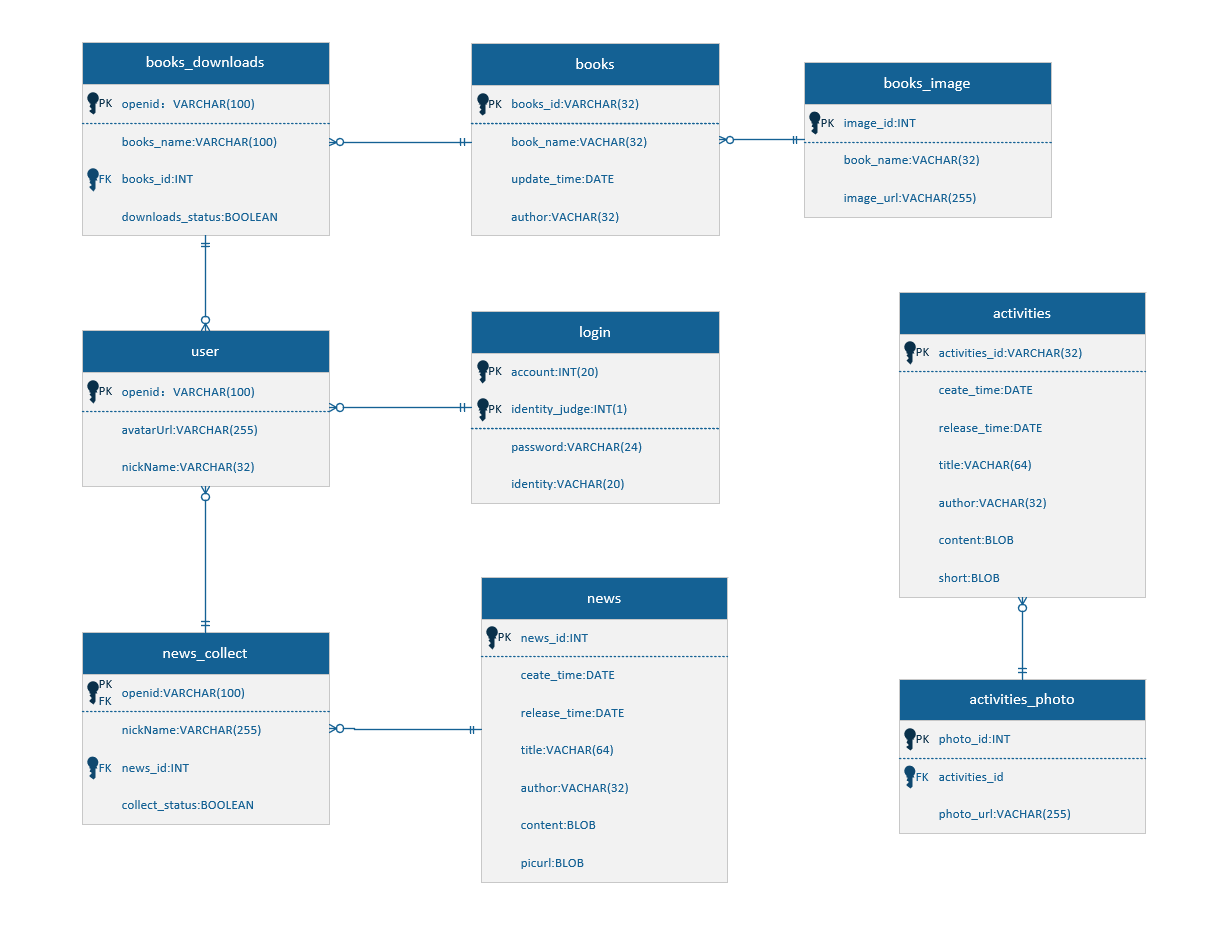 books_downloads
PK openid：VARCHAR(100)
books_name:VARCHAR(100)
FK books_id:INT
downloads_status:BOOLEAN
books
PK books_id:VARCHAR(32)
book_name:VACHAR(32)
update_time:DATE
author:VACHAR(32)
books_image
PK image_id:INT
book_name:VACHAR(32)
image_url:VACHAR(255)
user
PK openid：VARCHAR(100)
avatarUrl:VARCHAR(255)
nickName:VARCHAR(32)
login
PK account:INT(20)
PK identity_judge:INT(1)
password:VARCHAR(24)
identity:VACHAR(20)
activities
PK activities_id:VARCHAR(32)
ceate_time:DATE
release_time:DATE
title:VACHAR(64)
author:VACHAR(32)
content:BLOB
short:BLOB
news_collect
PK
FK
openid:VARCHAR(100)
nickName:VARCHAR(255)
FK news_id:INT
collect_status:BOOLEAN
news
PK news_id:INT
ceate_time:DATE
release_time:DATE
title:VACHAR(64)
author:VACHAR(32)
content:BLOB
picurl:BLOB
activities_photo
PK photo_id:INT
FK activities_id
photo_url:VACHAR(255)